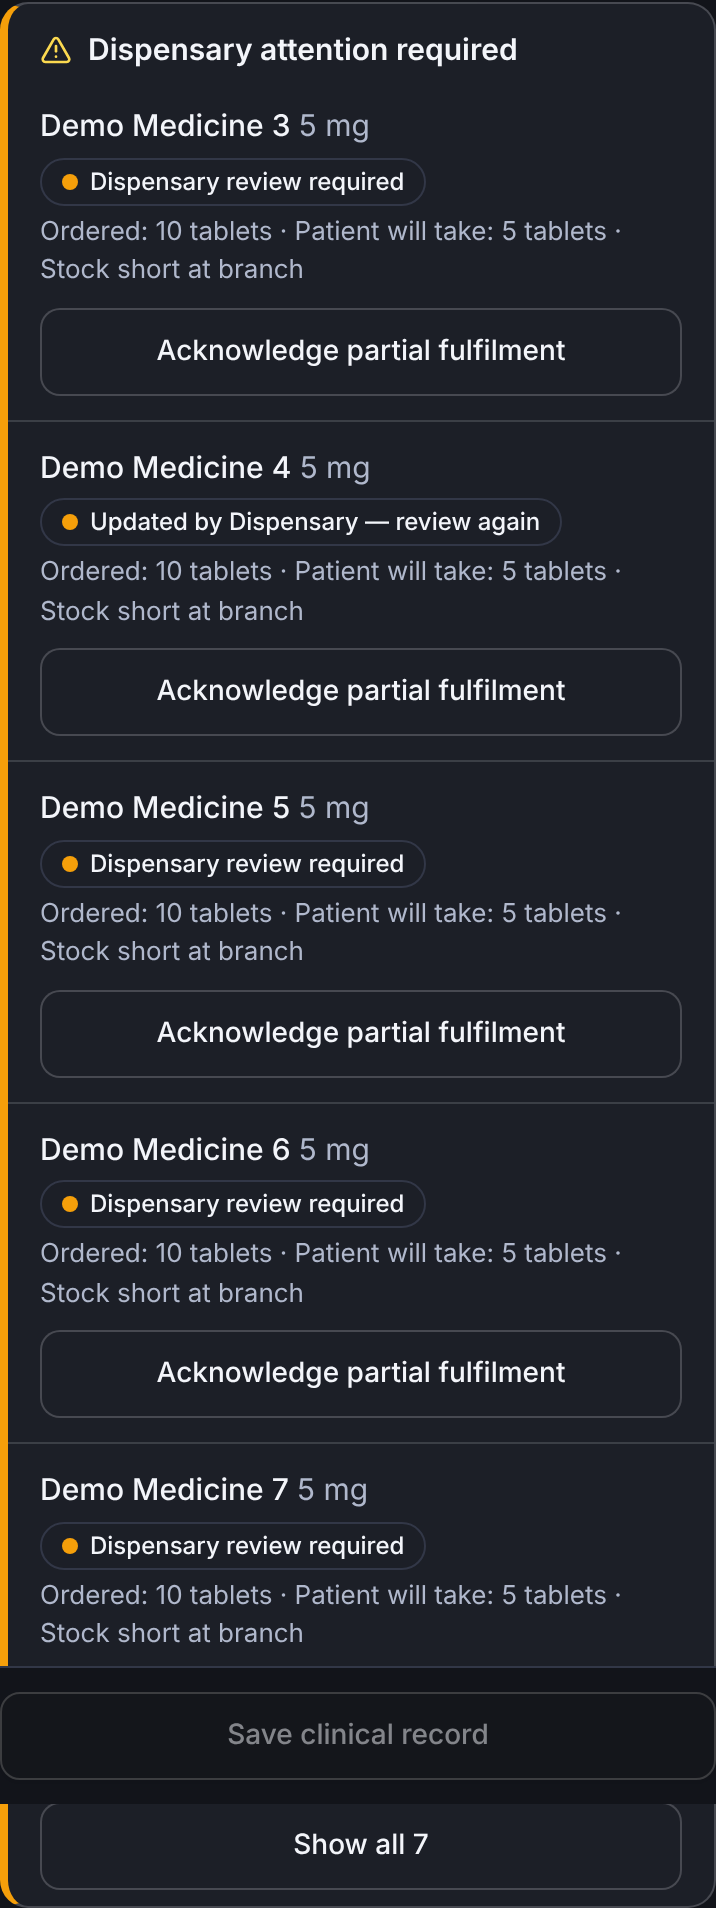 Dispensary attention required
Demo Medicine 3 5 mg
Dispensary review required
Ordered: 10 tablets · Patient will take: 5 tablets ·
Stock short at branch
Acknowledge partial fulfilment
Demo Medicine 4 5 mg
Updated by Dispensary — review again
Ordered: 10 tablets · Patient will take: 5 tablets ·
Stock short at branch
Acknowledge partial fulfilment
Demo Medicine 5 5 mg
Dispensary review required
Ordered: 10 tablets · Patient will take: 5 tablets ·
Stock short at branch
Acknowledge partial fulfilment
Demo Medicine 6 5 mg
Dispensary review required
Ordered: 10 tablets · Patient will take: 5 tablets ·
Stock short at branch
Acknowledge partial fulfilment
Demo Medicine 7 5 mg
Dispensary review required
Ordered: 10 tablets · Patient will take: 5 tablets ·
Stock short at branch
Save clinical record
Show all 7